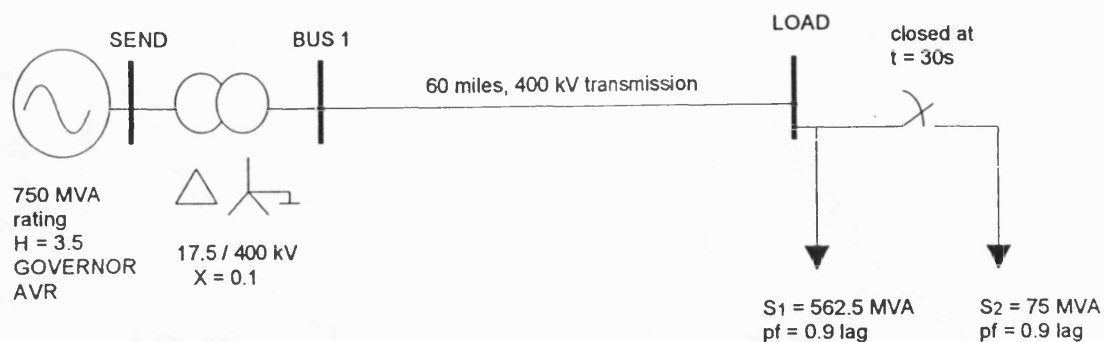 SEND
BUS 1
LOAD
closed at
t = 30s
60 miles, 400 kV transmission
750 MVA
rating
H = 3.5
GOVERNOR
AVR
17.5 / 400 kV
X = 0.1
S1 = 562.5 MVA
pf = 0.9 lag
S2 = 75 MVA
pf = 0.9 lag